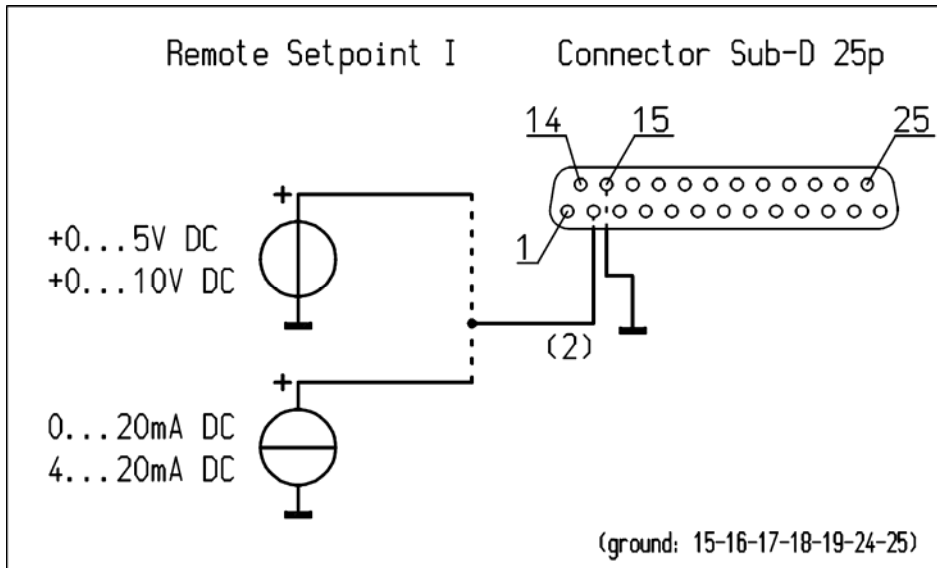 Remote Setpoint I
Connector Sub-D 25p
14
15
25
1
+0...5V DC
+0...10V DC
+
(2)
+
0...20mA DC
4...20mA DC
(ground: 15-16-17-18-19-24-25)